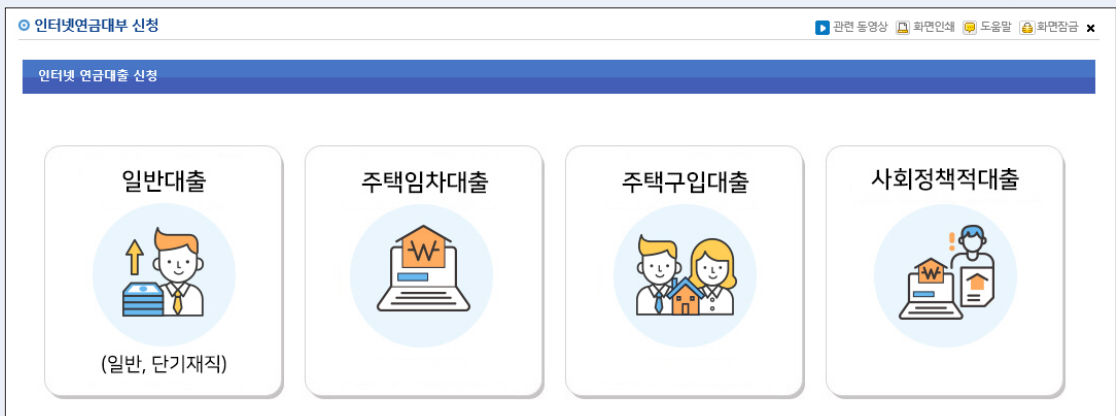 인터넷연금대부 신청
관련 동영상 화면인쇄 도움말 화면잠금
인터넷 연금대출 신청
일반대출
(일반, 단기재직)
주택임차대출
주택구입대출
사회정책적대출